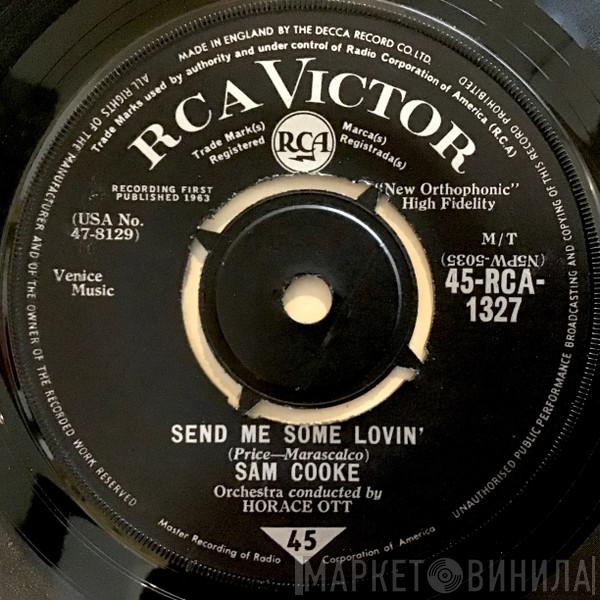 MADE IN ENGLAND BY THE DECCA RECORD CO. LTD.
Trade Marks used by authority and under control of Radio Corporation of America (R.C.A)
RCA VICTOR
Trade Mark(s)
Registered
RCA
Marca(s)
Registrada(s)
RECORDING FIRST
PUBLISHED 1963
"New Orthophonic"
High Fidelity
(USA No.
47-8129)
M/T
(N5PW-5035)
Venice
Music
45-RCA-
1327
SEND ME SOME LOVIN'
(Price—Marascalco)
SAM COOKE
Orchestra conducted by
HORACE OTT
45
Master Recording of Radio Corporation of America
ALL RIGHTS OF THE MANUFACTURER AND OF THE OWNER OF THE RECORDED WORK RESERVED
UNAUTHORISED PUBLIC PERFORMANCE BROADCASTING AND COPYING OF THIS RECORD PROHIBITED
МАРКЕТ ВИНИЛА